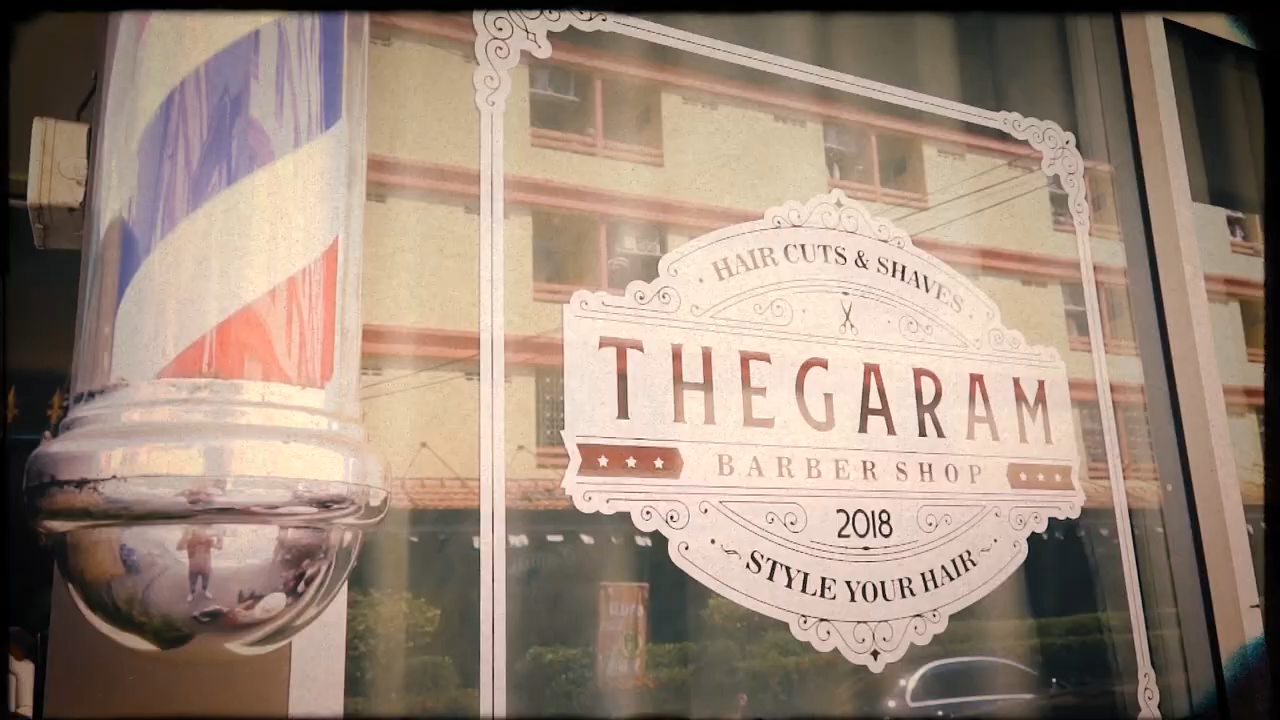 HAIR CUTS & SHAVES
THEGARAM
BARBER SHOP
2018
STYLE YOUR HAIR